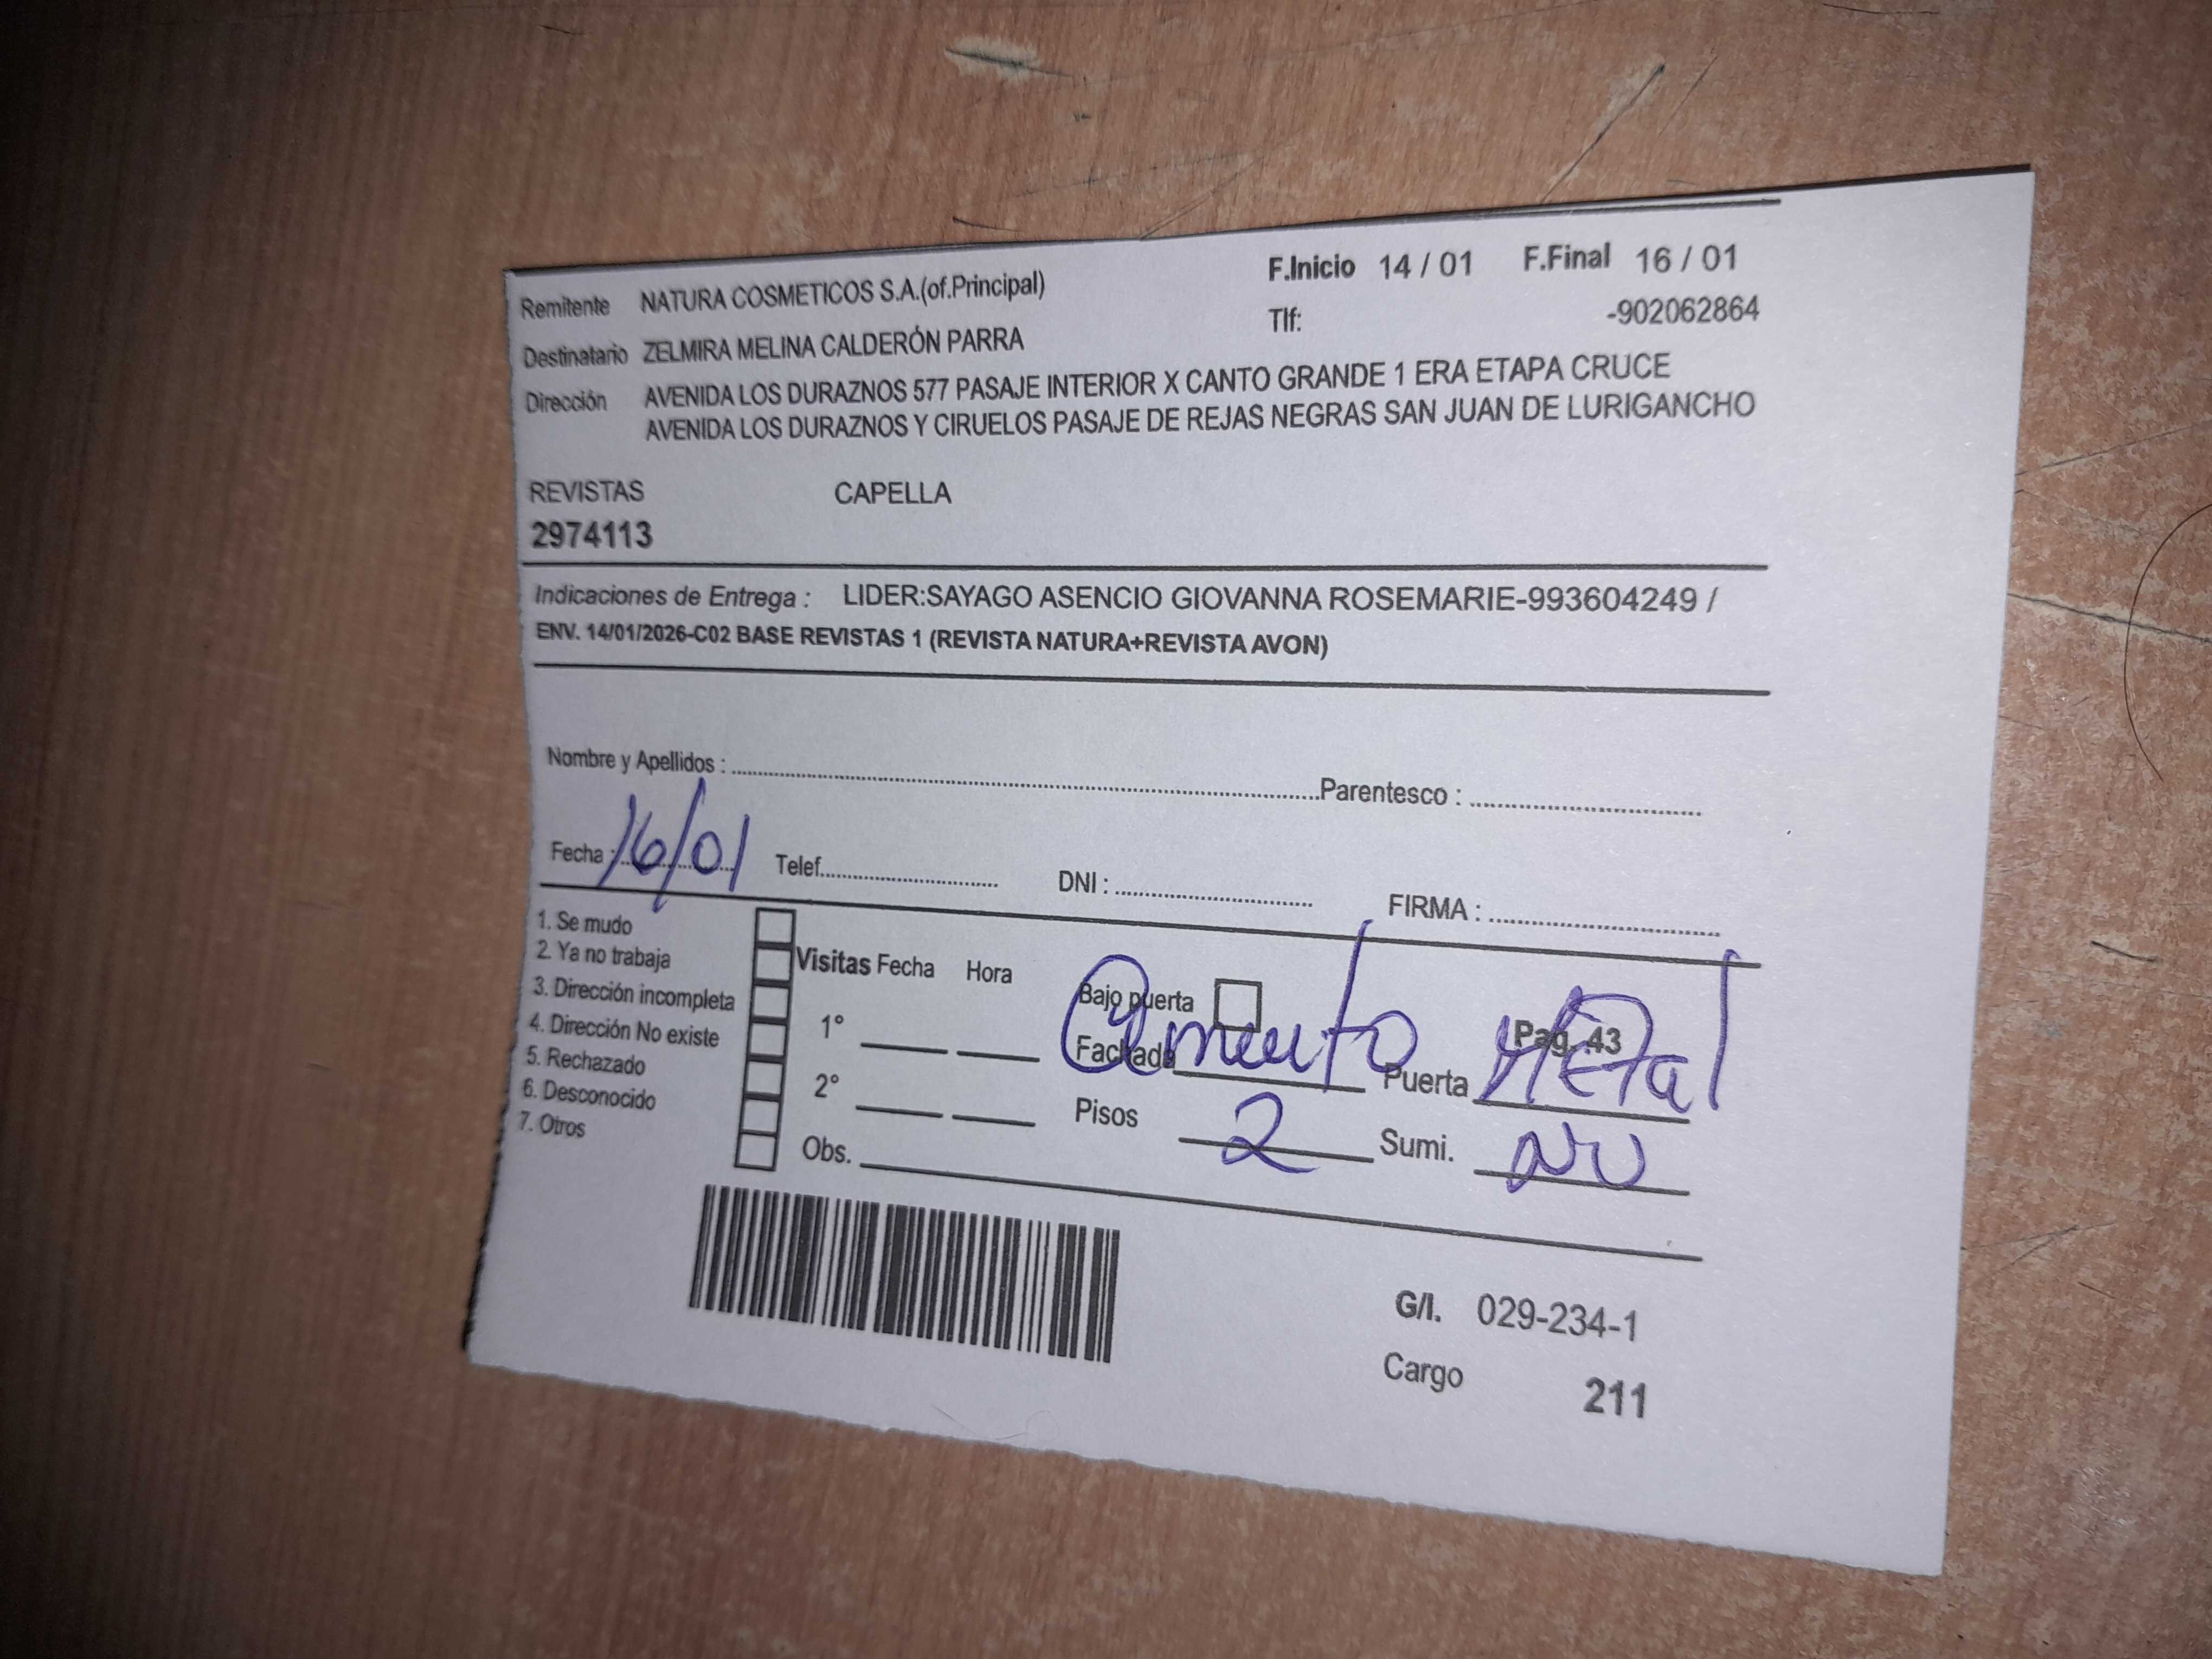 Remitente NATURA COSMETICOS S.A.(of.Principal) F.Inicio 14 / 01 F.Final 16 / 01
Destinatario ZELMIRA MELINA CALDERÓN PARRA Tlf: -902062864
Dirección AVENIDA LOS DURAZNOS 577 PASAJE INTERIOR X CANTO GRANDE 1 ERA ETAPA CRUCE
AVENIDA LOS DURAZNOS Y CIRUELOS PASAJE DE REJAS NEGRAS SAN JUAN DE LURIGANCHO
REVISTAS CAPELLA
2974113
Indicaciones de Entrega : LIDER:SAYAGO ASENCIO GIOVANNA ROSEMARIE-993604249 /
ENV. 14/01/2026-C02 BASE REVISTAS 1 (REVISTA NATURA+REVISTA AVON)
Nombre y Apellidos : Parentesco :
Fecha : 16/01 Telef. DNI : FIRMA :
1. Se mudo
2. Ya no trabaja
3. Dirección incompleta
4. Dirección No existe
5. Rechazado
6. Desconocido
7. Otros
Visitas Fecha Hora
1°
2°
Obs.
Bajo puerta Pag. 43
Fachada Cemento Puerta Metal
Pisos 2 Sumi. NO
G/I. 029-234-1
Cargo 211